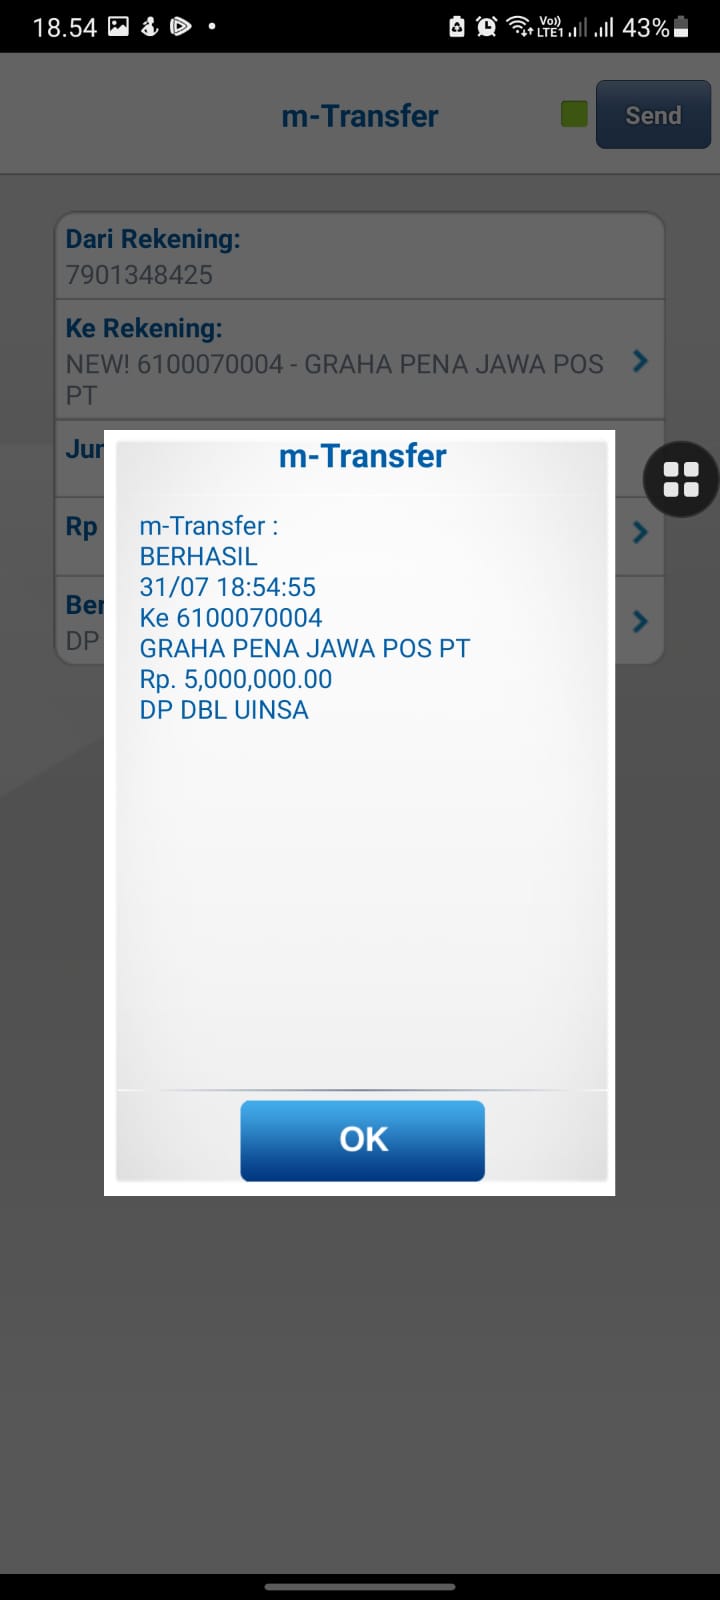 18.54
Vo))
LTE1
43%
m-Transfer
Send
Dari Rekening:
7901348425
Ke Rekening:
NEW! 6100070004 - GRAHA PENA JAWA POS
PT
Jur
Rp
Ber
DP
m-Transfer
m-Transfer :
BERHASIL
31/07 18:54:55
Ke 6100070004
GRAHA PENA JAWA POS PT
Rp. 5,000,000.00
DP DBL UINSA
OK